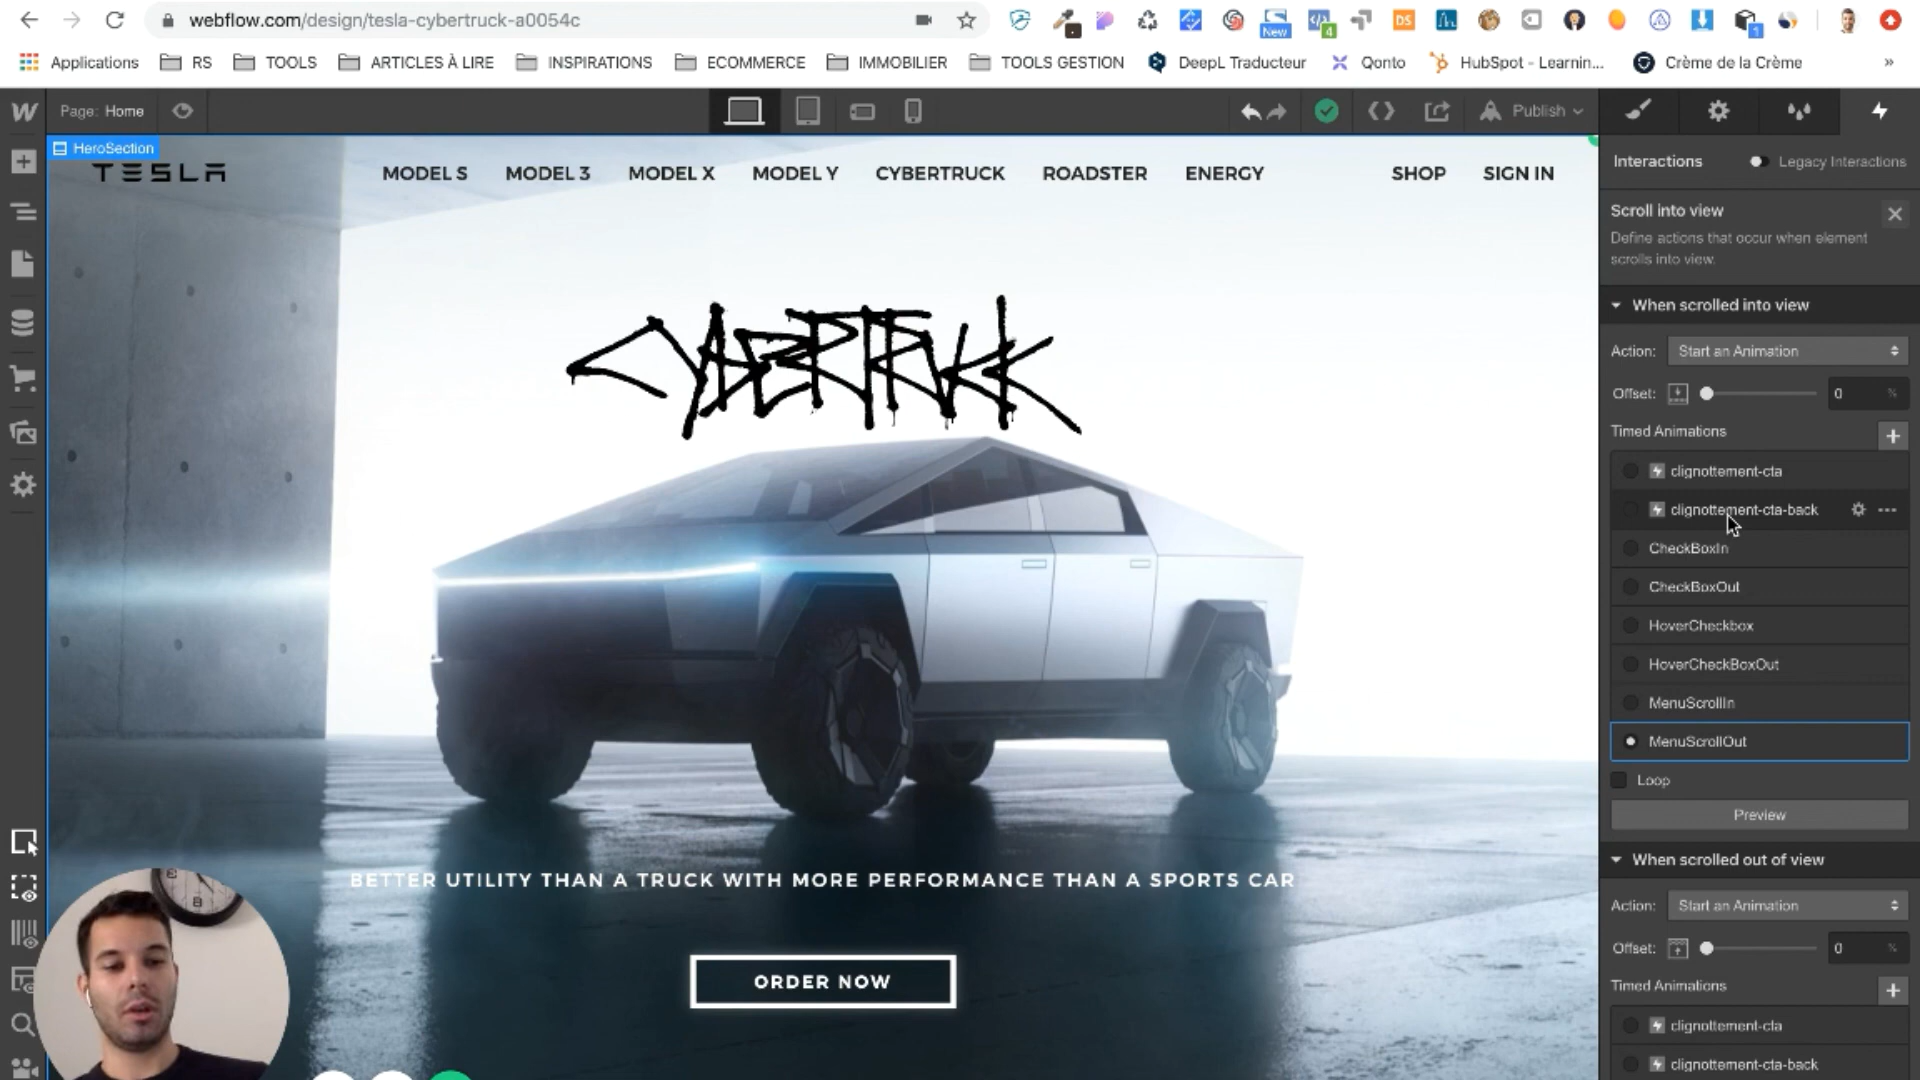 webflow.com/design/tesla-cybertruck-a0054c
New
4
DS
1
Applications
RS
TOOLS
ARTICLES À LIRE
INSPIRATIONS
ECOMMERCE
IMMOBILIER
TOOLS GESTION
DeepL Traducteur
Qonto
HubSpot - Learnin...
Crème de la Crème
»
Page: Home
Publish
HeroSection
TESLA
MODEL S
MODEL 3
MODEL X
MODEL Y
CYBERTRUCK
ROADSTER
ENERGY
SHOP
SIGN IN
CYBERTRUCK
BETTER UTILITY THAN A TRUCK WITH MORE PERFORMANCE THAN A SPORTS CAR
ORDER NOW
Interactions
Legacy Interactions
Scroll into view
Define actions that occur when element
scrolls into view.
When scrolled into view
Action: Start an Animation
Offset: 0 %
Timed Animations
clignottement-cta
clignottement-cta-back
CheckBoxIn
CheckBoxOut
HoverCheckbox
HoverCheckBoxOut
MenuScrollIn
MenuScrollOut
Loop
Preview
When scrolled out of view
Action: Start an Animation
Offset: 0 %
Timed Animations
clignottement-cta
clignottement-cta-back